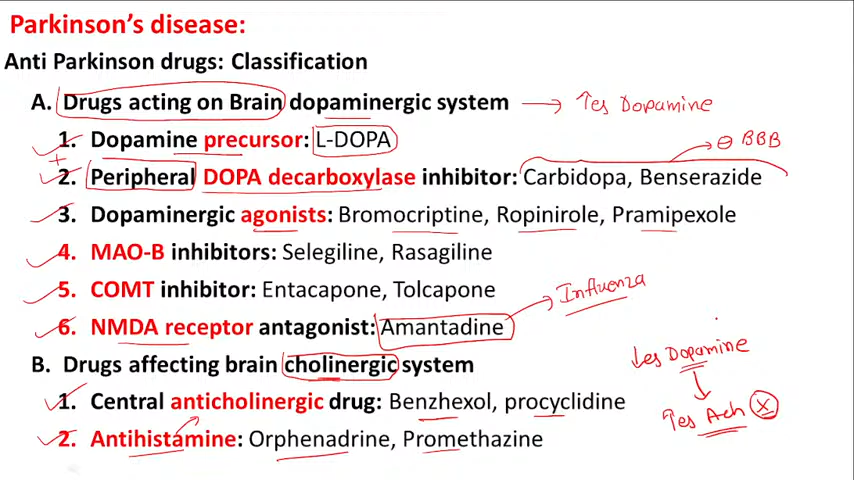 Parkinson's disease:
Anti Parkinson drugs: Classification
A. Drugs acting on Brain dopaminergic system → ↑es Dopamine
1. Dopamine precursor: L-DOPA
+
⊖ BBB
2. Peripheral DOPA decarboxylase inhibitor: Carbidopa, Benserazide
3. Dopaminergic agonists: Bromocriptine, Ropinirole, Pramipexole
4. MAO-B inhibitors: Selegiline, Rasagiline
5. COMT inhibitor: Entacapone, Tolcapone
Influenza
6. NMDA receptor antagonist: Amantadine
↓es Dopamine
B. Drugs affecting brain cholinergic system
1. Central anticholinergic drug: Benzhexol, procyclidine
↑es Ach X
2. Antihistamine: Orphenadrine, Promethazine